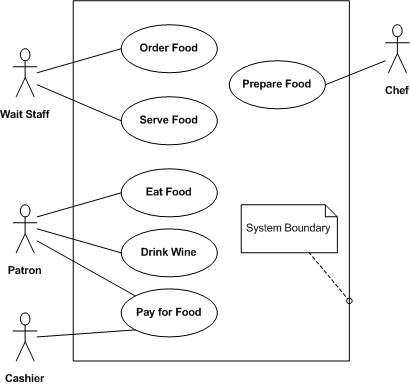 Order Food
Prepare Food
Chef
Wait Staff
Serve Food
Eat Food
System Boundary
Drink Wine
Patron
Pay for Food
Cashier